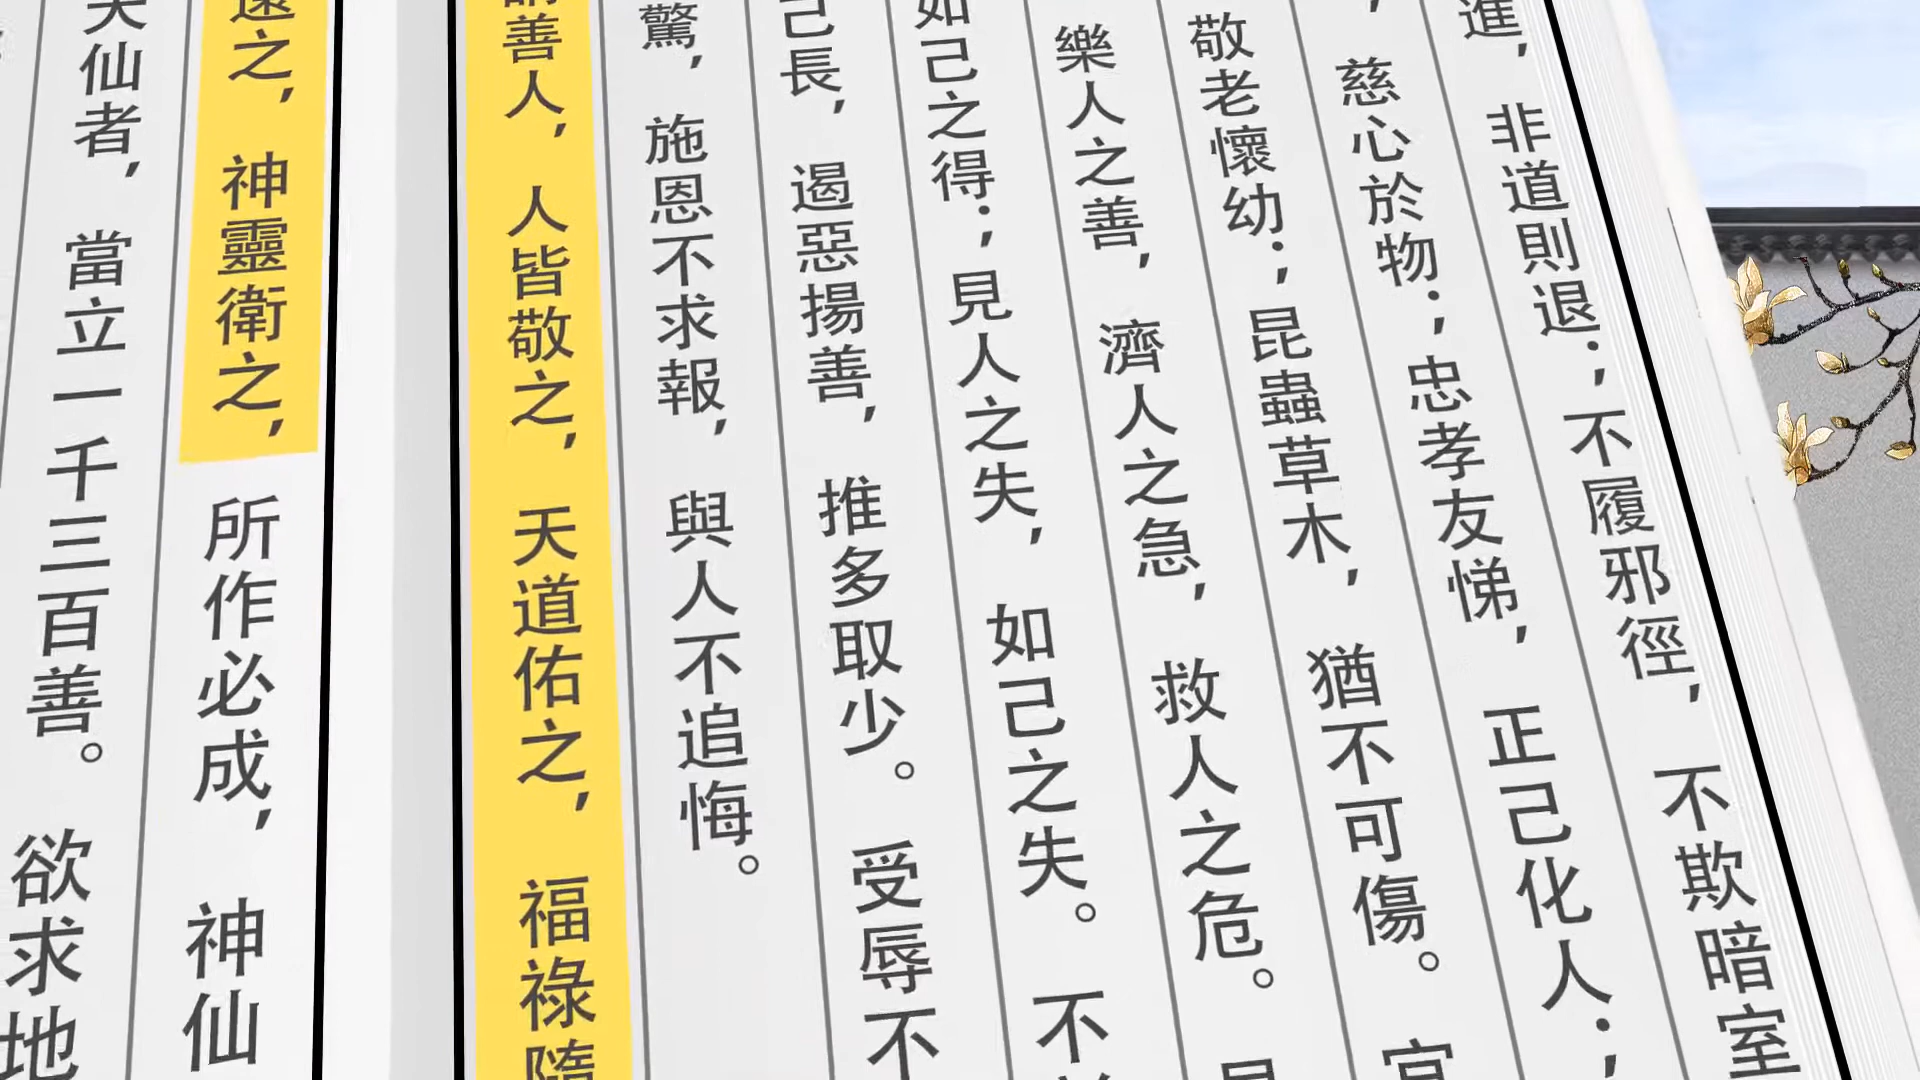 進，非道則退；不履邪徑，不欺暗室
，慈心於物；忠孝友悌，正己化人；
敬老懷幼；昆蟲草木，猶不可傷。宜
樂人之善，濟人之急，救人之危。見
如己之得；見人之失，如己之失。不
己長，遏惡揚善，推多取少。受辱不
驚，施恩不求報，與人不追悔。
善人，人皆敬之，天道佑之，福祿隨
遠之，神靈衛之，所作必成，神仙
天仙者，當立一千三百善。欲求地